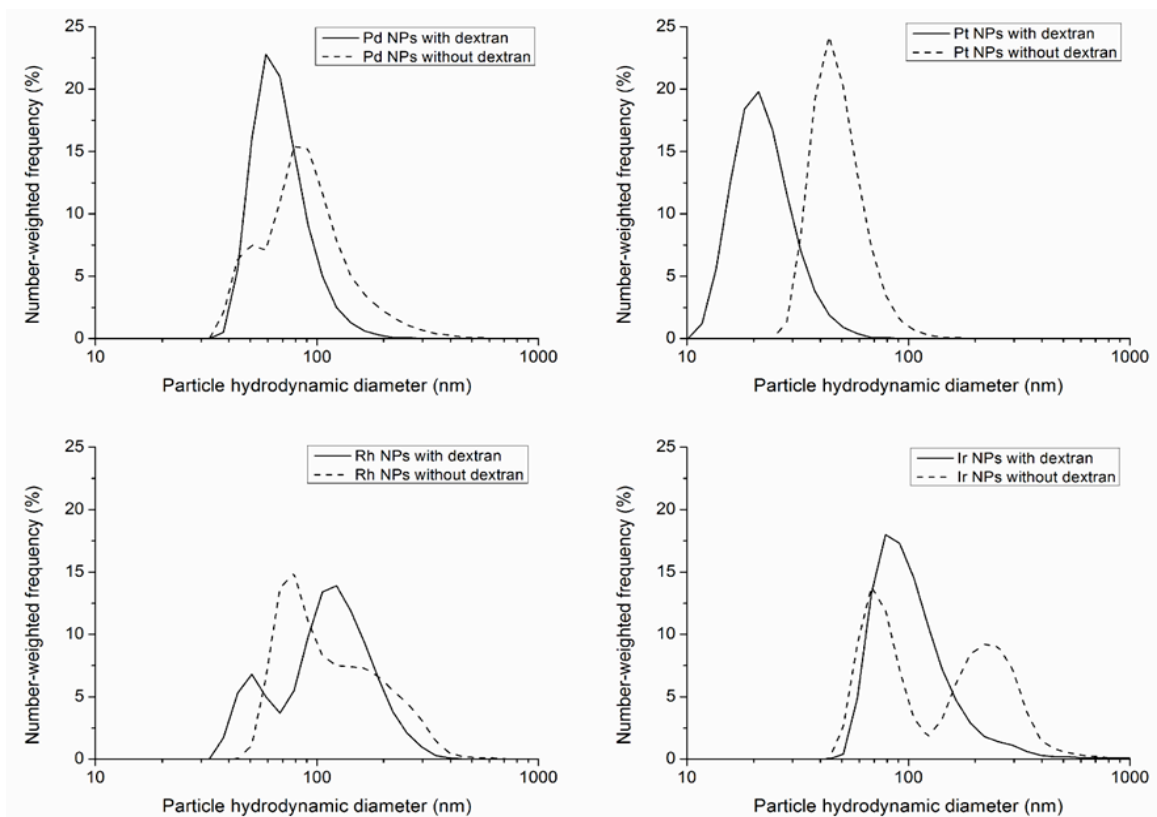 Pd NPs with dextran
Pd NPs without dextran
25
20
15
10
5
0
Number-weighted frequency (%)
10
100
1000
Particle hydrodynamic diameter (nm)
Pt NPs with dextran
Pt NPs without dextran
25
20
15
10
5
0
Number-weighted frequency (%)
10
100
1000
Particle hydrodynamic diameter (nm)
Rh NPs with dextran
Rh NPs without dextran
25
20
15
10
5
0
Number-weighted frequency (%)
10
100
1000
Particle hydrodynamic diameter (nm)
Ir NPs with dextran
Ir NPs without dextran
25
20
15
10
5
0
Number-weighted frequency (%)
10
100
1000
Particle hydrodynamic diameter (nm)